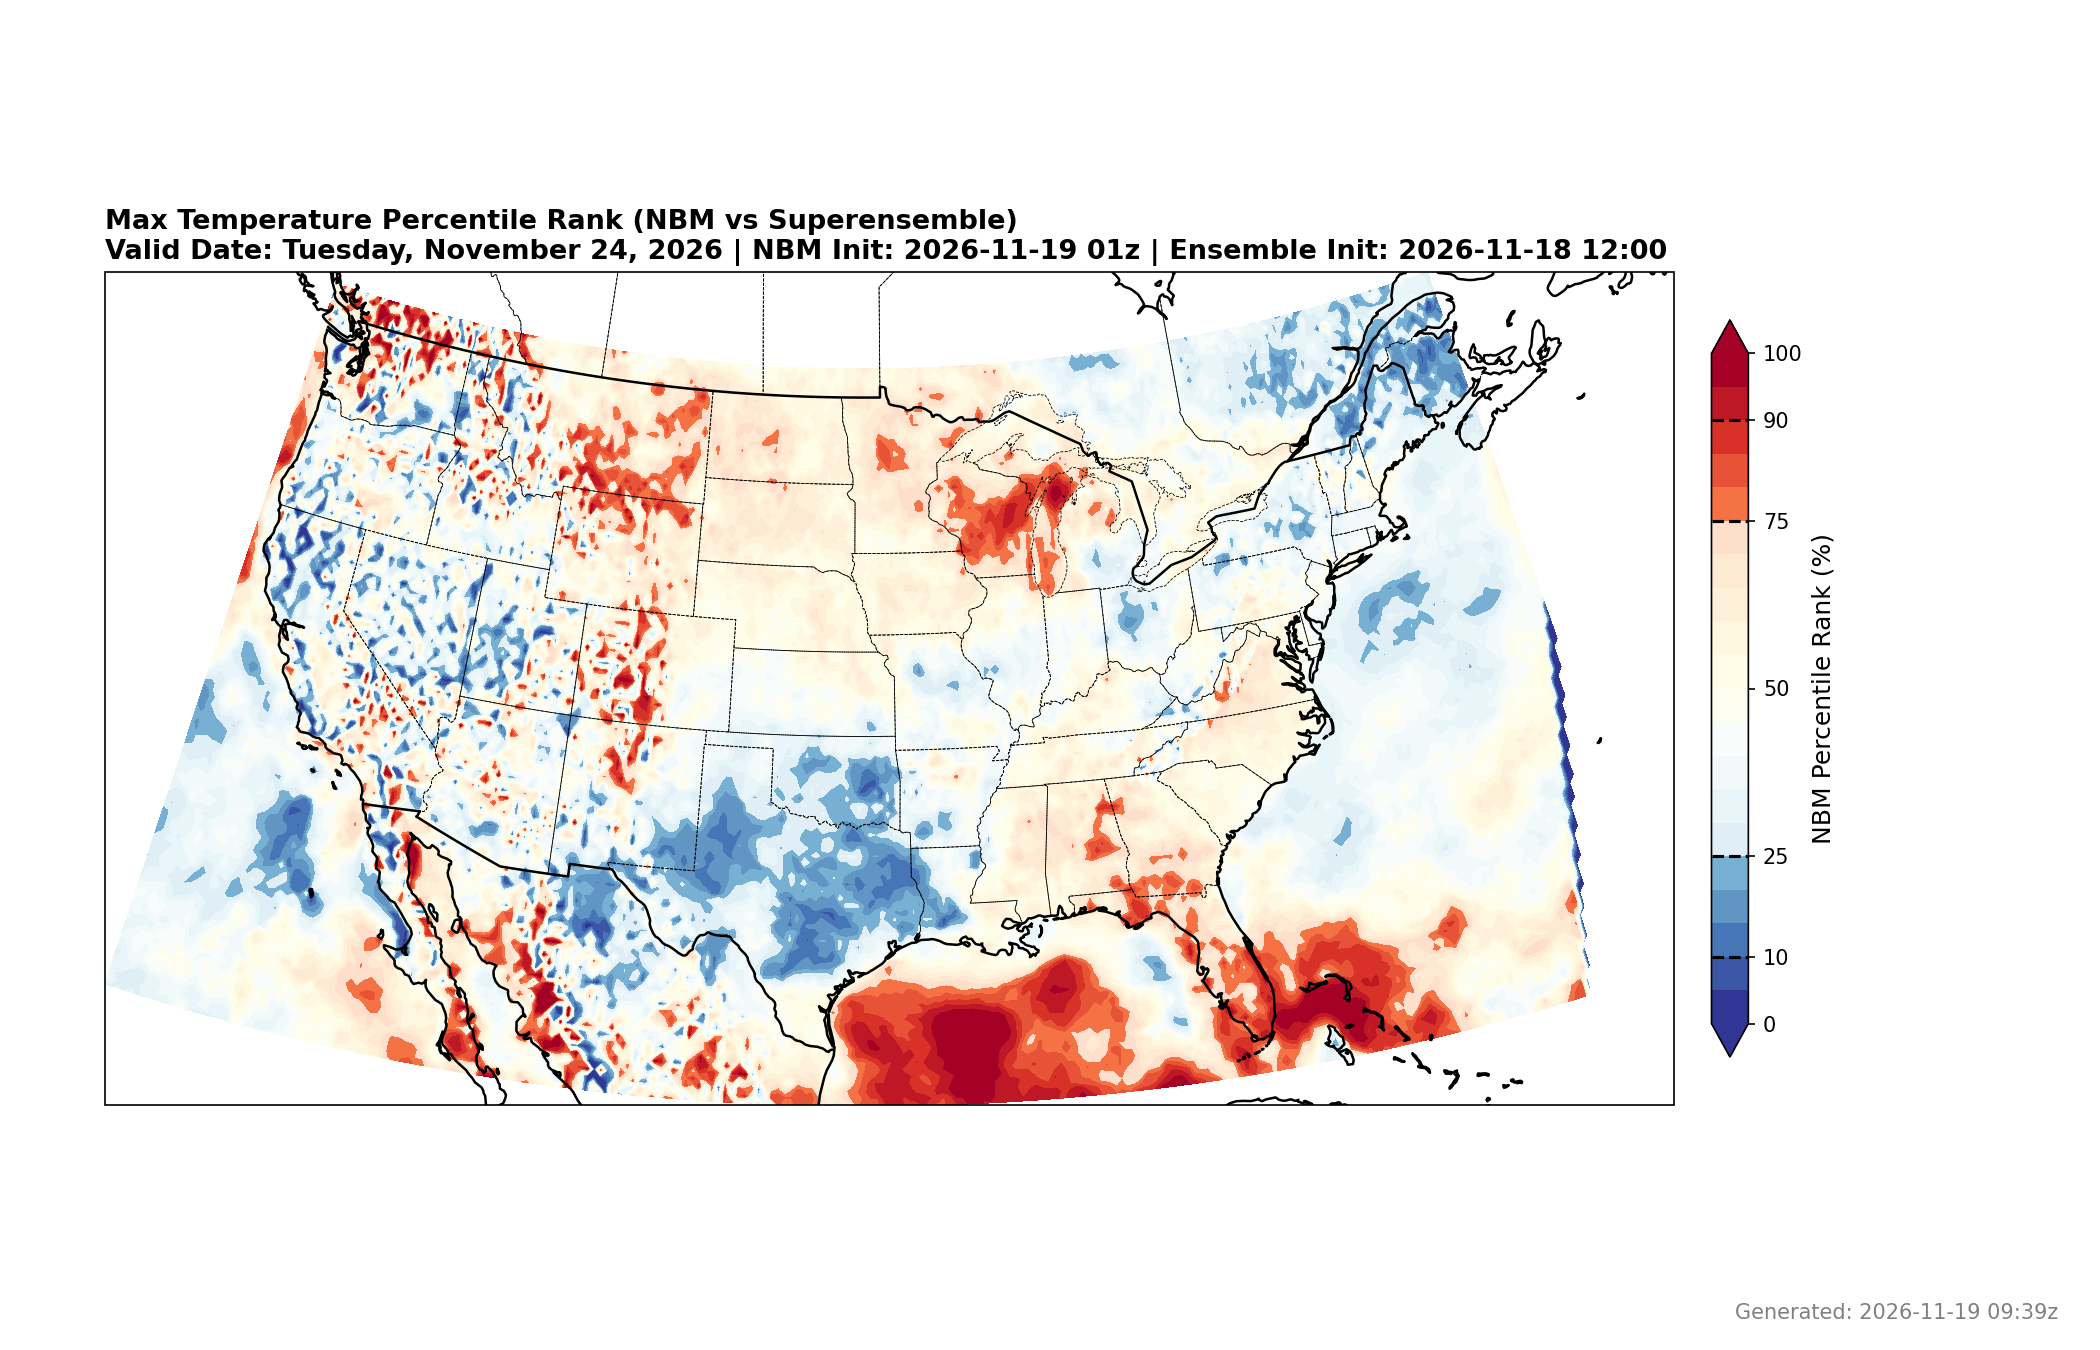 Max Temperature Percentile Rank (NBM vs Superensemble)
Valid Date: Tuesday, November 24, 2026 | NBM Init: 2026-11-19 01z | Ensemble Init: 2026-11-18 12:00
100
90
75
50
25
10
0
NBM Percentile Rank (%)
Generated: 2026-11-19 09:39z